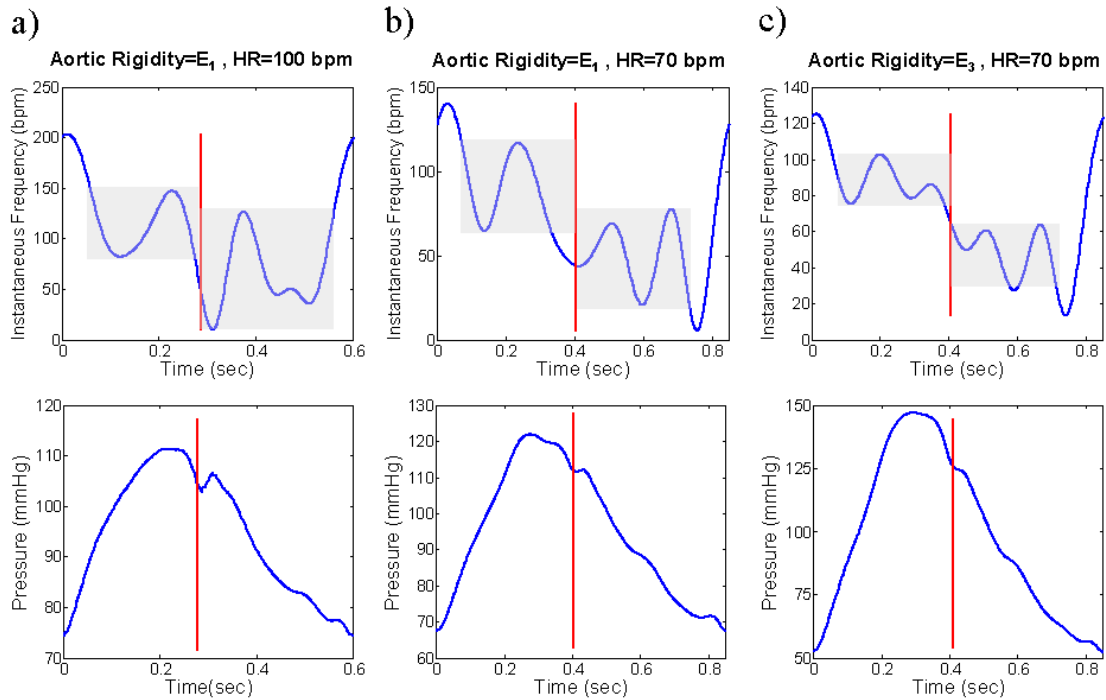 a)
Aortic Rigidity=E₁ , HR=100 bpm
Instantaneous Frequency (bpm)
250
200
150
100
50
0
0 0.2 0.4 0.6
Time (sec)
b)
Aortic Rigidity=E₁ , HR=70 bpm
Instantaneous Frequency (bpm)
150
100
50
0
0 0.2 0.4 0.6 0.8
Time (sec)
c)
Aortic Rigidity=E₃ , HR=70 bpm
Instantaneous Frequency (bpm)
140
120
100
80
60
40
20
0
0 0.2 0.4 0.6 0.8
Time (sec)
Pressure (mmHg)
120
110
100
90
80
70
0 0.2 0.4 0.6
Time(sec)
Pressure (mmHg)
130
120
110
100
90
80
70
60
0 0.2 0.4 0.6 0.8
Time(sec)
Pressure (mmHg)
150
125
100
75
50
0 0.2 0.4 0.6 0.8
Time(sec)